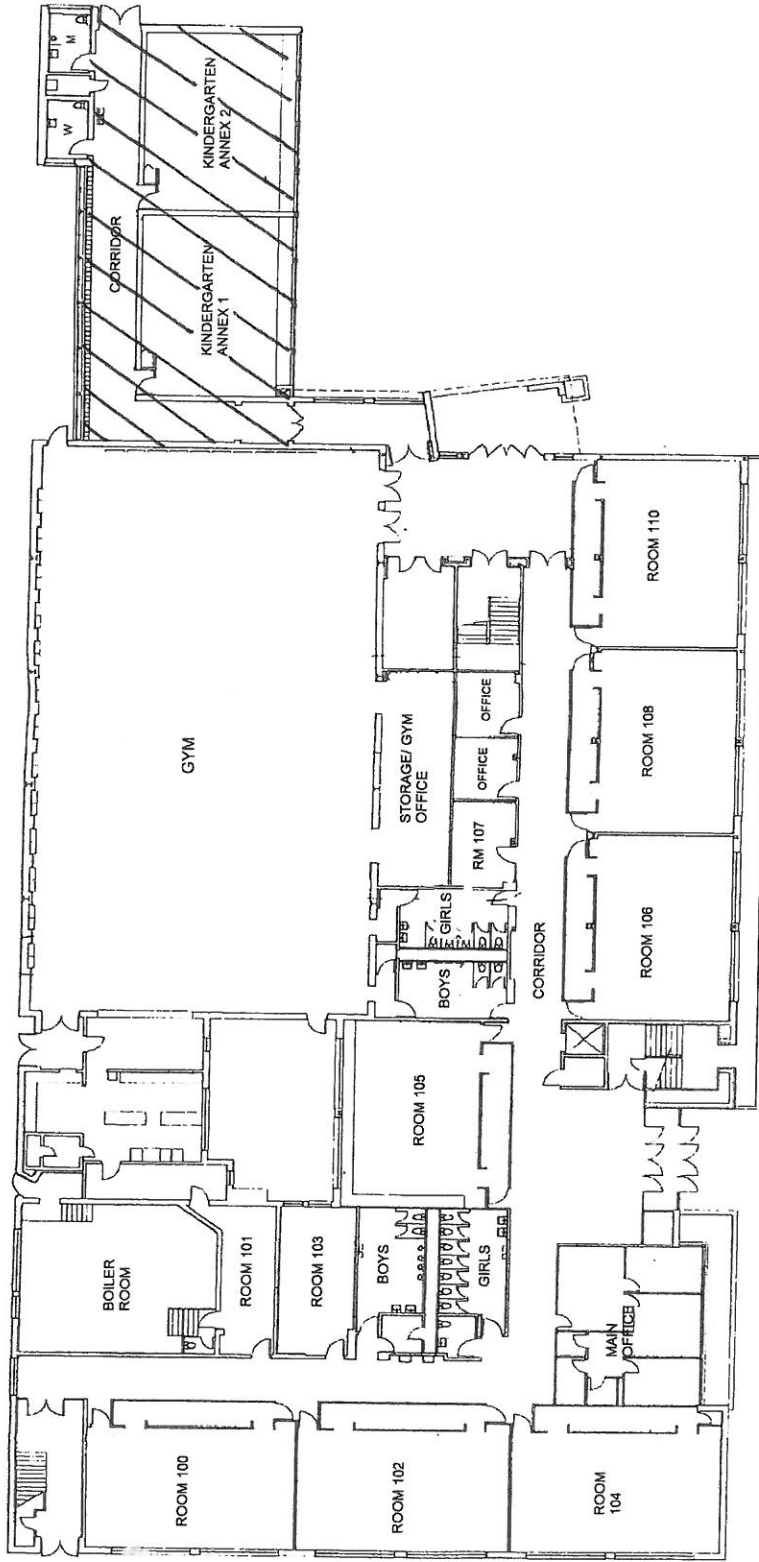 M
W
CORRIDOR
KINDERGARTEN
ANNEX 2
KINDERGARTEN
ANNEX 1
GYM
STORAGE/ GYM
OFFICE
OFFICE
OFFICE
RM 107
GIRLS
BOYS
CORRIDOR
ROOM 110
ROOM 108
ROOM 106
ROOM 105
BOILER
ROOM
ROOM 101
ROOM 103
BOYS
GIRLS
MAIN
OFFICE
ROOM 100
ROOM 102
ROOM
104